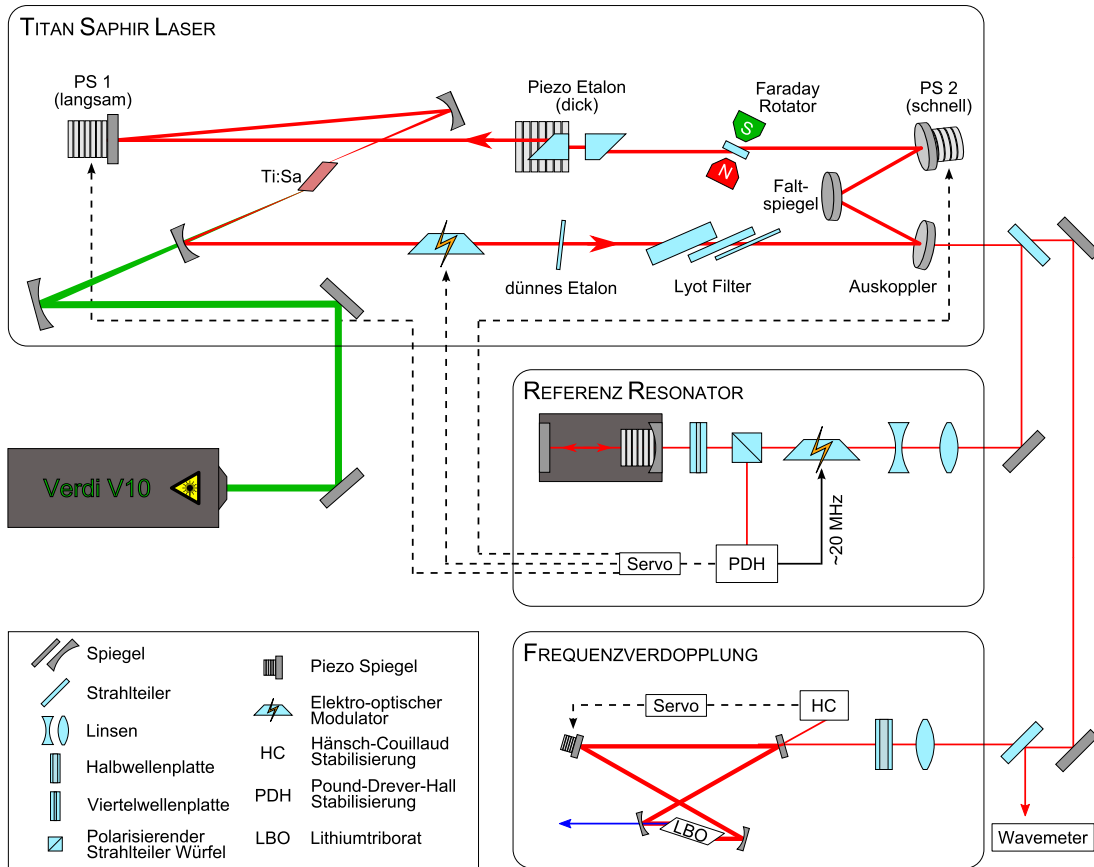 TITAN SAPHIR LASER
PS 1
(langsam)
Piezo Etalon
(dick)
Faraday
Rotator
PS 2
(schnell)
S
N
Ti:Sa
Falt-
spiegel
dünnes Etalon
Lyot Filter
Auskoppler
REFERENZ RESONATOR
Verdi V10
~20 MHz
Servo
PDH
Spiegel
Strahlteiler
Linsen
Halbwellenplatte
Viertelwellenplatte
Polarisierender
Strahlteiler Würfel
Piezo Spiegel
Elektro-optischer
Modulator
HC
Hänsch-Couillaud
Stabilisierung
PDH
Pound-Drever-Hall
Stabilisierung
LBO
Lithiumtriborat
FREQUENZVERDOPPLUNG
Servo
HC
LBO
Wavemeter